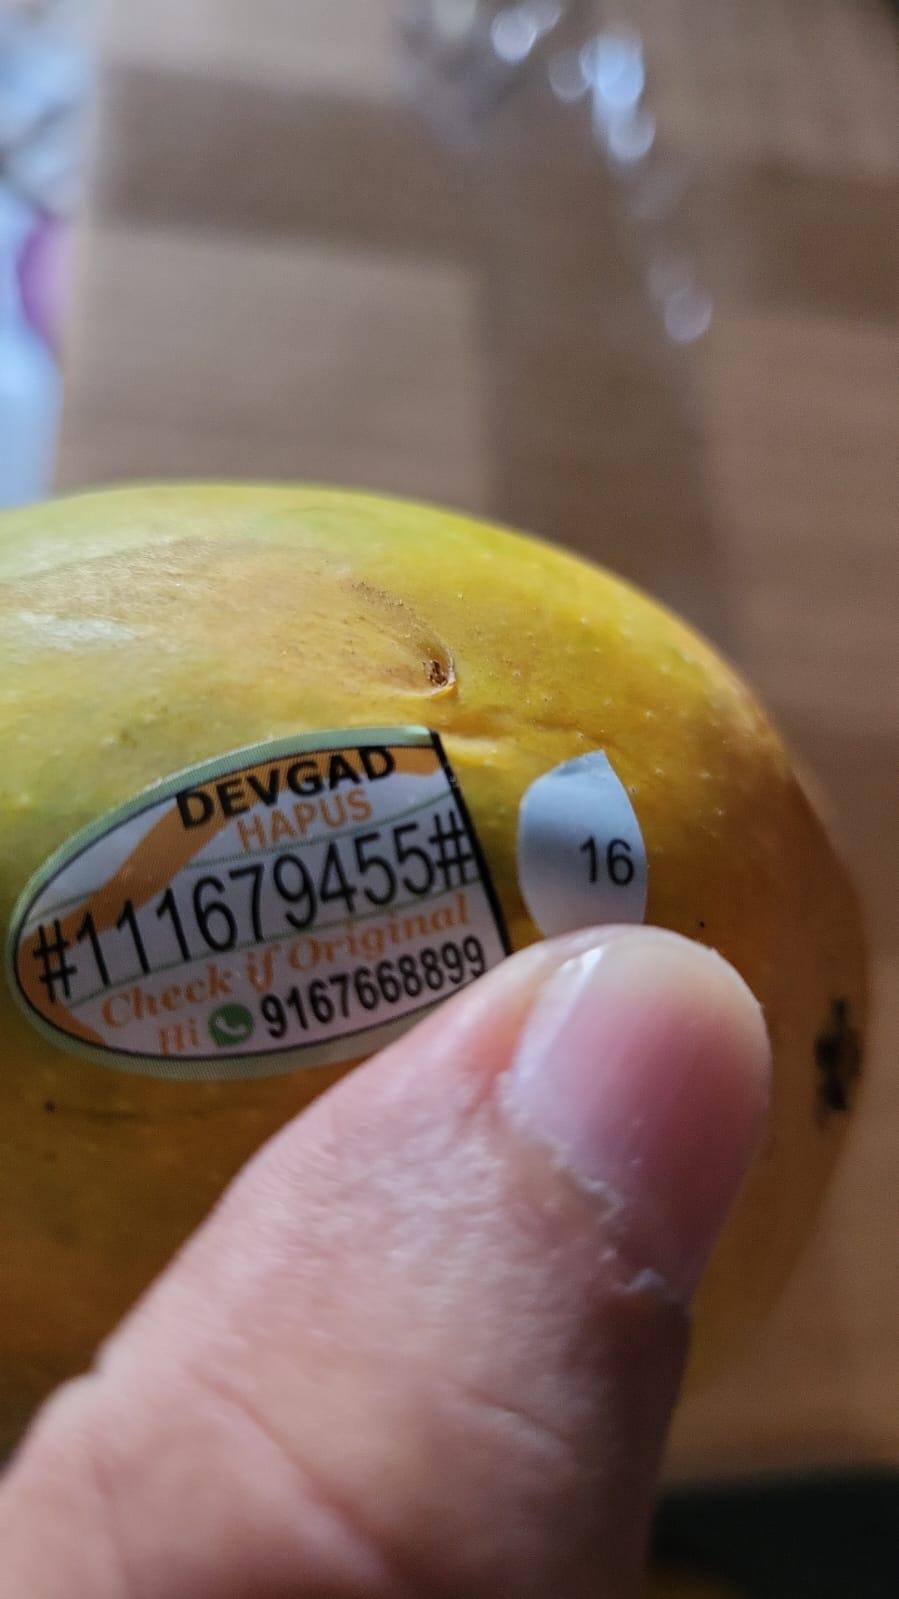 DEVGAD
HAPUS
#111679455#
Check if Original
Hi 9167668899
16